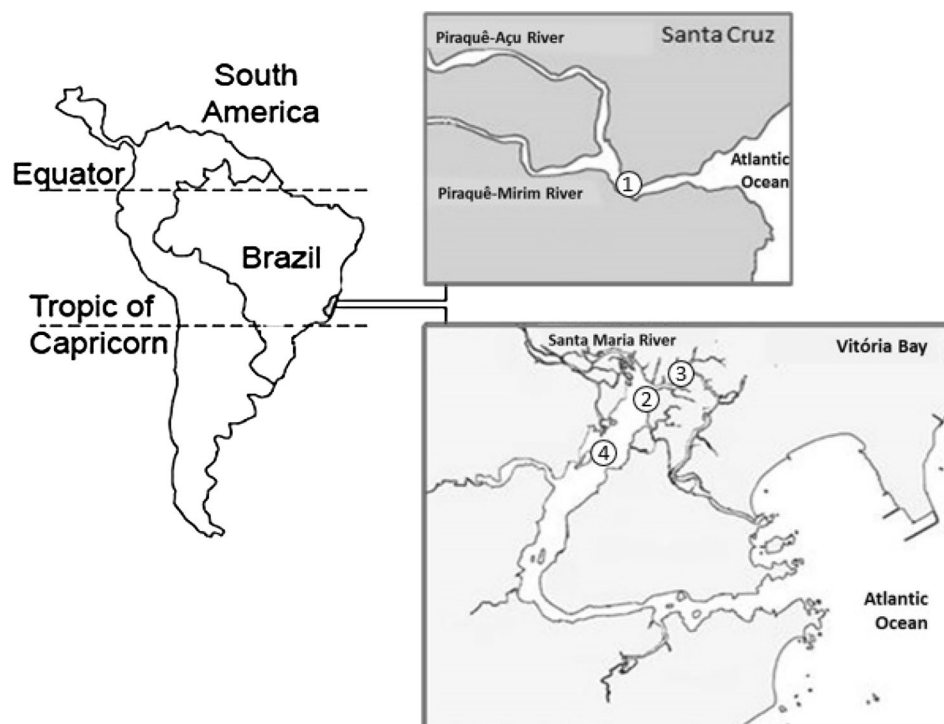 South
America
Equator
Brazil
Tropic of
Capricorn
Piraquê-Açu River
Santa Cruz
Atlantic
Ocean
Piraquê-Mirim River
1
Santa Maria River
Vitória Bay
3
2
4
Atlantic
Ocean